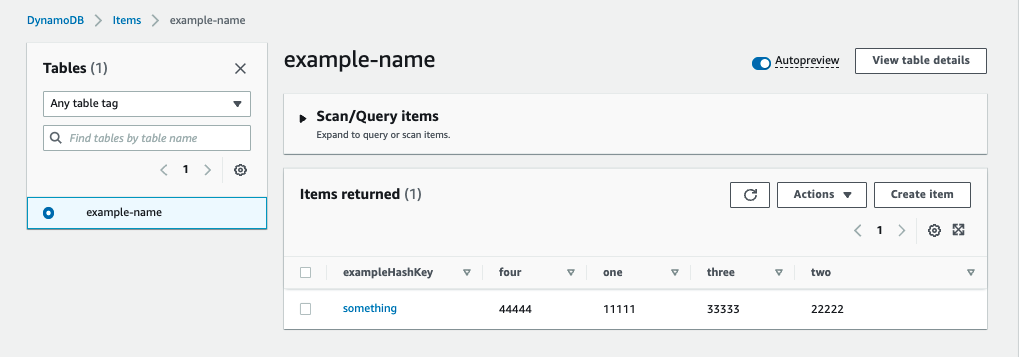 DynamoDB > Items > example-name
Tables (1)
Any table tag
Find tables by table name
1
example-name
example-name
Autopreview
View table details
Scan/Query items
Expand to query or scan items.
Items returned (1)
Actions
Create item
1
exampleHashKey four one three two
something 44444 11111 33333 22222